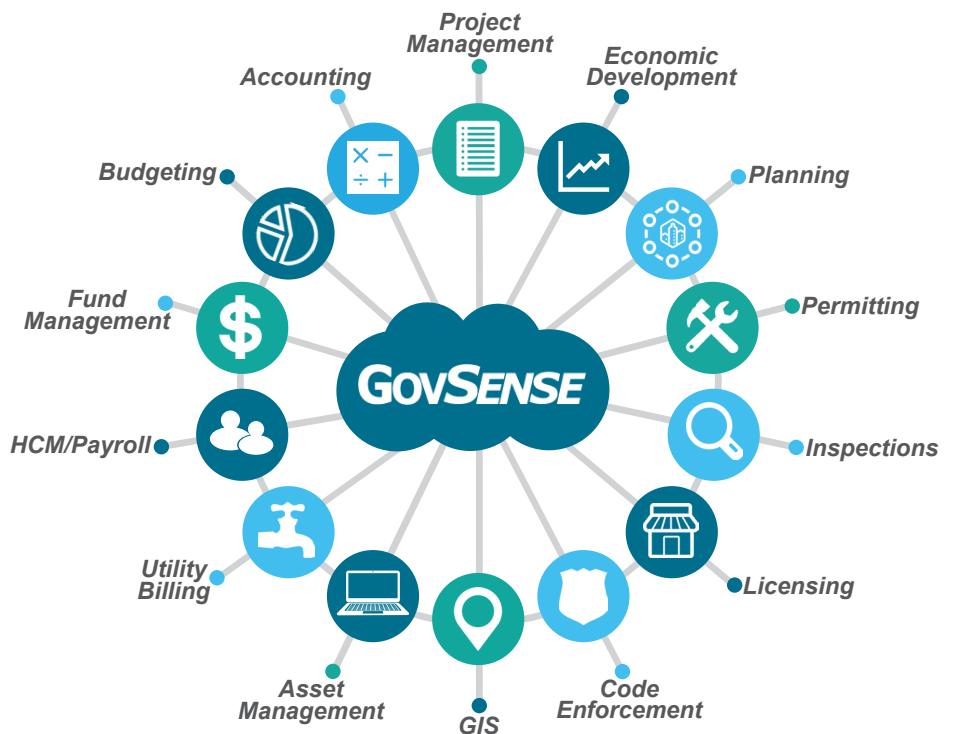 Project
Management
Economic
Development
Accounting
Planning
Budgeting
Permitting
Fund
Management
GOVSENSE
Inspections
HCM/Payroll
Licensing
Utility
Billing
Code
Enforcement
Asset
Management
GIS